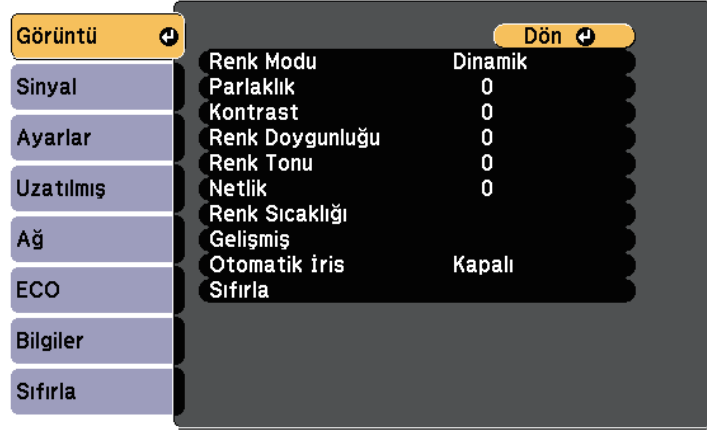 Görüntü
Sinyal
Ayarlar
Uzatılmış
Ağ
ECO
Bilgiler
Sıfırla
Dön
Renk Modu Dinamik
Parlaklık 0
Kontrast 0
Renk Doygunluğu 0
Renk Tonu 0
Netlik 0
Renk Sıcaklığı
Gelişmiş
Otomatik İris Kapalı
Sıfırla